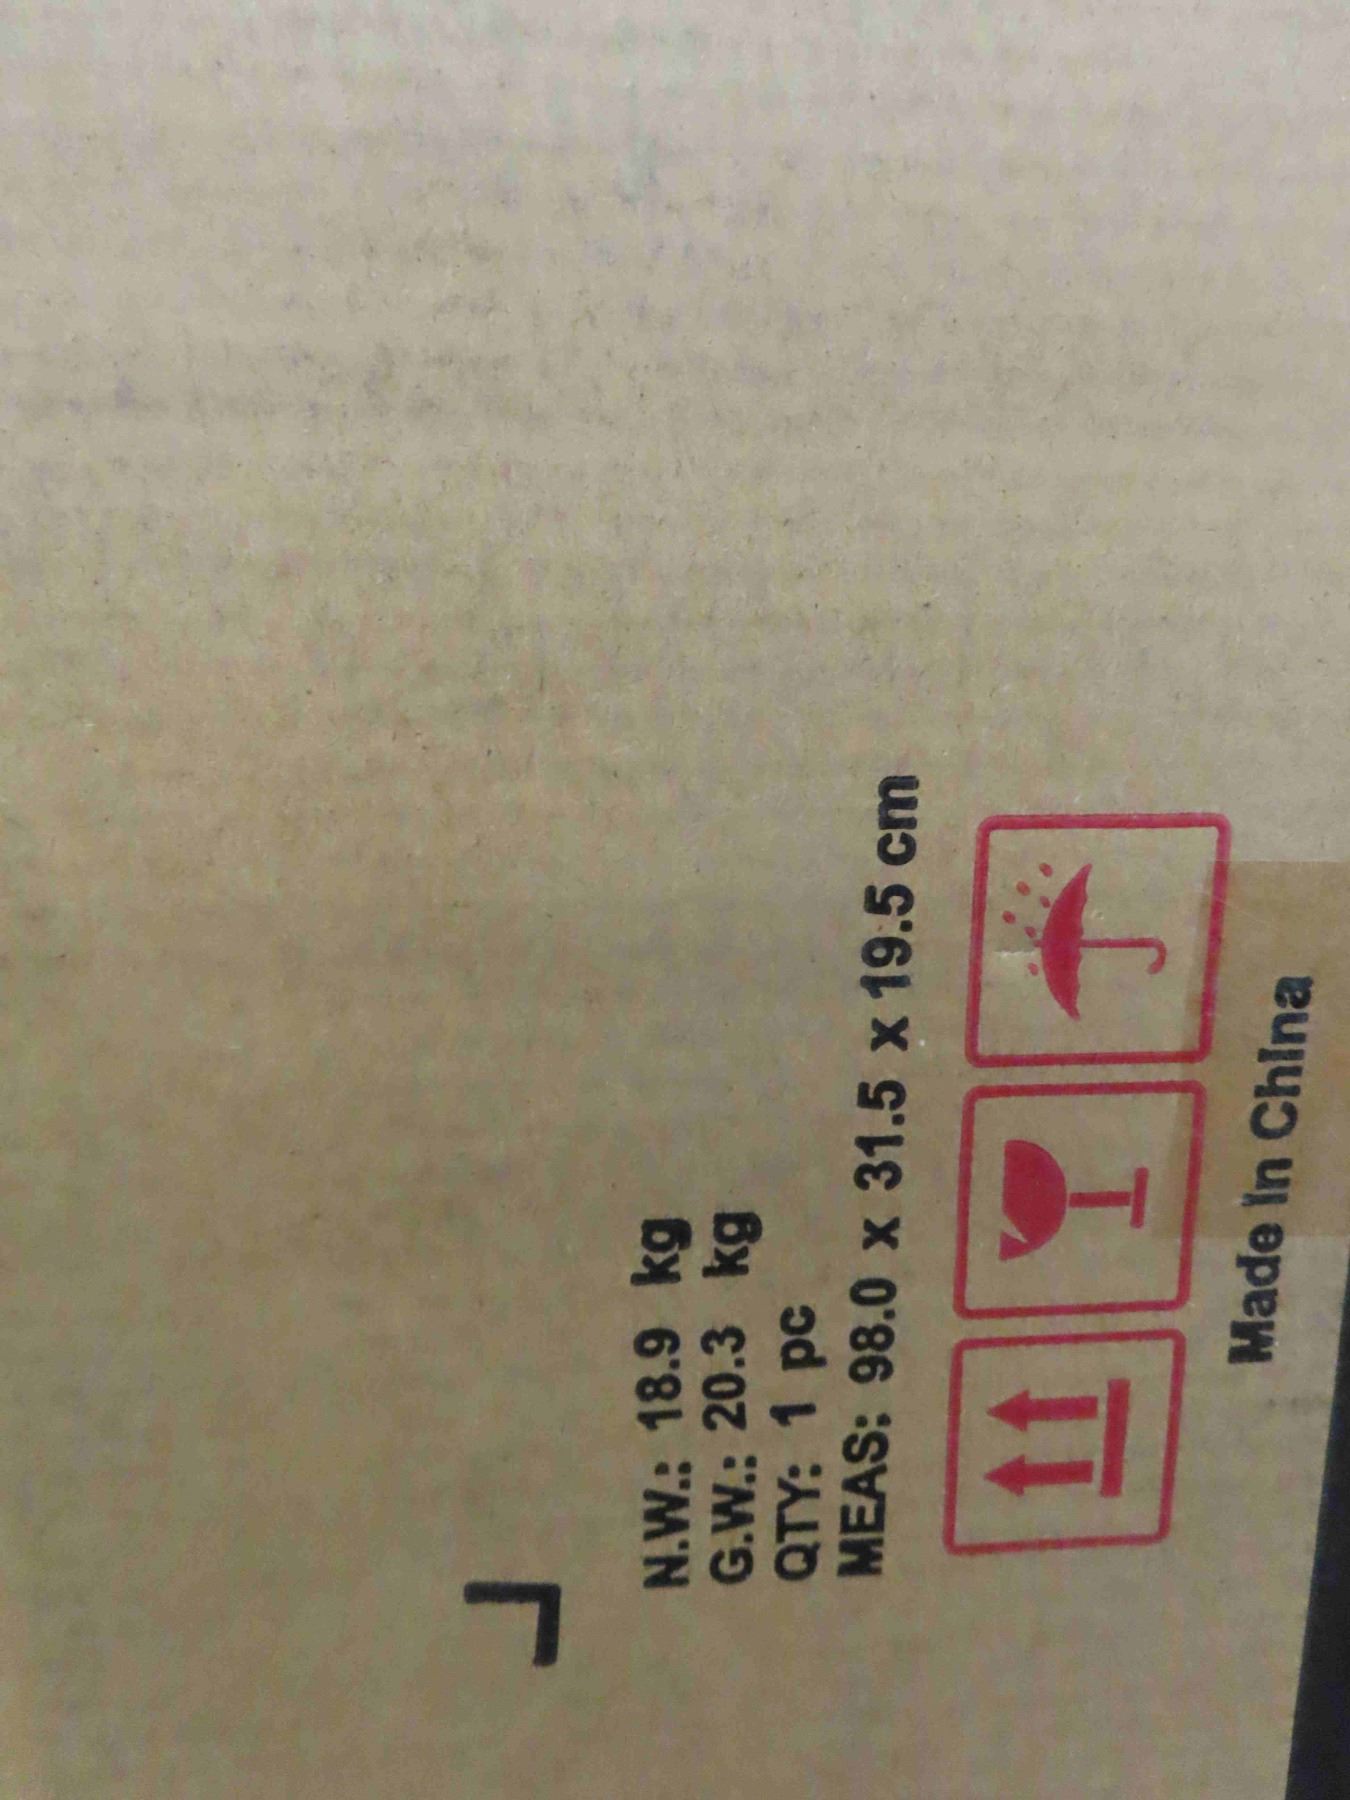 N.W.: 18.9 kg
G.W.: 20.3 kg
QTY: 1 pc
MEAS: 98.0 x 31.5 x 19.5 cm
Made in China